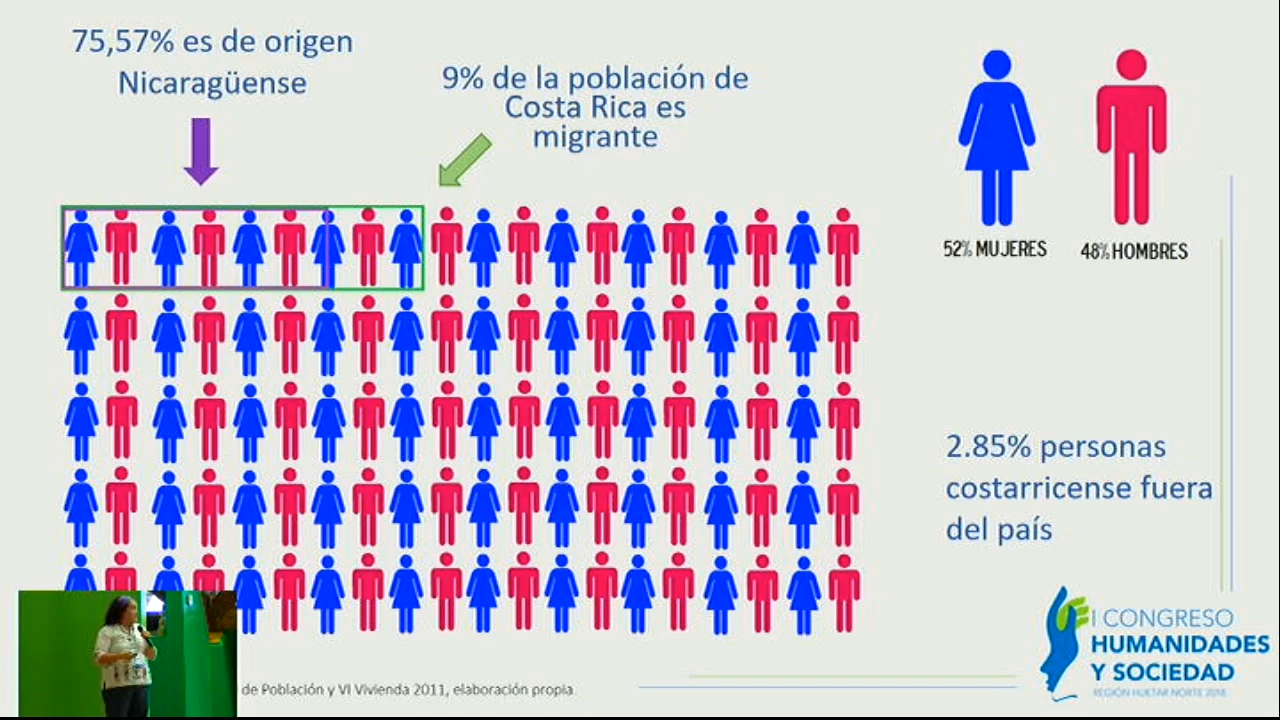 75,57% es de origen
Nicaragüense
9% de la población de
Costa Rica es
migrante
52% MUJERES
48% HOMBRES
2.85% personas
costarricense fuera
del país
de Población y VI Vivienda 2011, elaboración propia.
I CONGRESO
HUMANIDADES
Y SOCIEDAD
REGIÓN HUETAR NORTE 2018